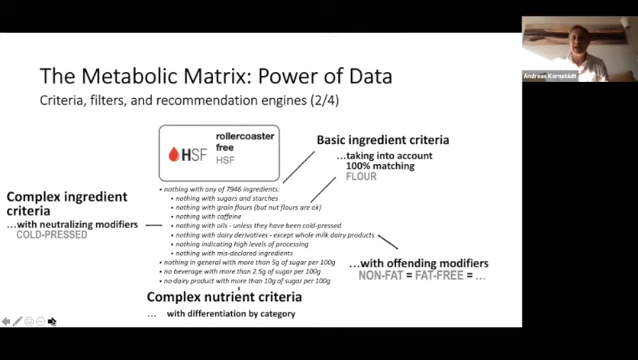 The Metabolic Matrix: Power of Data
Criteria, filters, and recommendation engines (2/4)
Andreas Kornstädt
HSF
rollercoaster
free
HSF
Basic ingredient criteria
...taking into account
100% matching
FLOUR
Complex ingredient
criteria
...with neutralizing modifiers
COLD-PRESSED
• nothing with any of 7946 ingredients:
• nothing with sugars and starches
• nothing with grain flours (but nut flours are ok)
• nothing with caffeine
• nothing with oils - unless they have been cold-pressed
• nothing with dairy derivatives - except whole milk dairy products
• nothing indicating high levels of processing
• nothing with mis-declared ingredients
• nothing in general with more than 5g of sugar per 100g
• no beverage with more than 2.5g of sugar per 100g
• no dairy product with more than 10g of sugar per 100g
...with offending modifiers
NON-FAT = FAT-FREE = ...
Complex nutrient criteria
... with differentiation by category